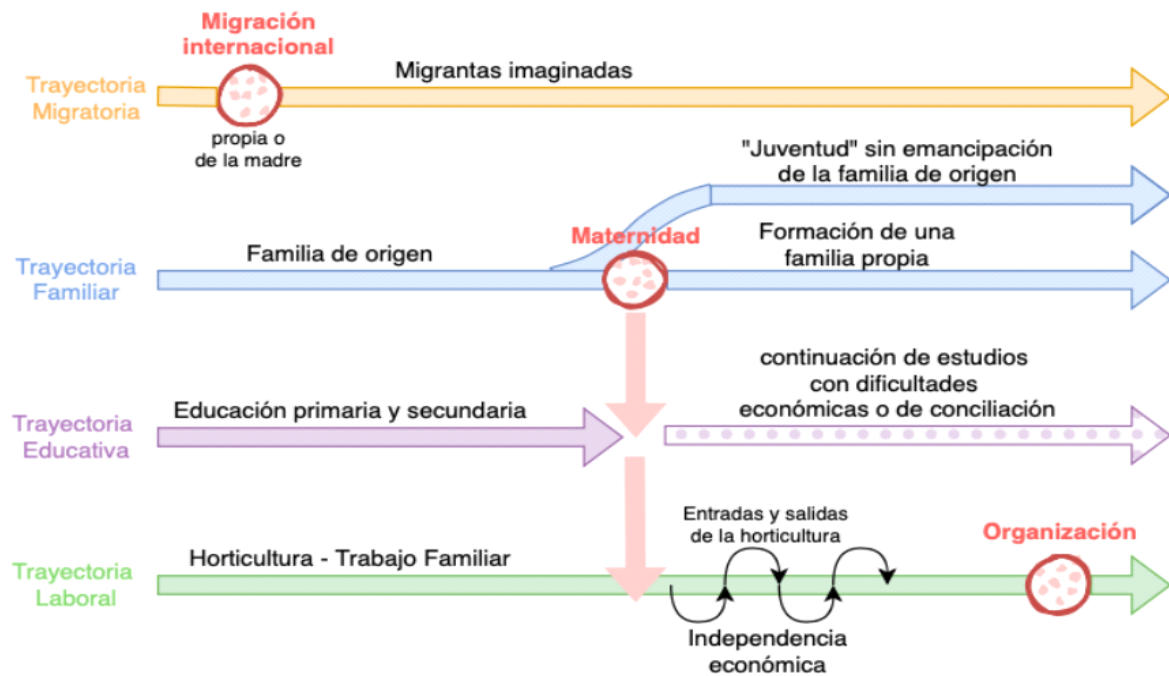 Migración
internacional
Trayectoria
Migratoria
Migrantas imaginadas
propia o
de la madre
"Juventud" sin emancipación
de la familia de origen
Trayectoria
Familiar
Familia de origen
Maternidad
Formación de una
familia propia
Trayectoria
Educativa
Educación primaria y secundaria
continuación de estudios
con dificultades
económicas o de conciliación
Trayectoria
Laboral
Horticultura - Trabajo Familiar
Entradas y salidas
de la horticultura
Independencia
económica
Organización